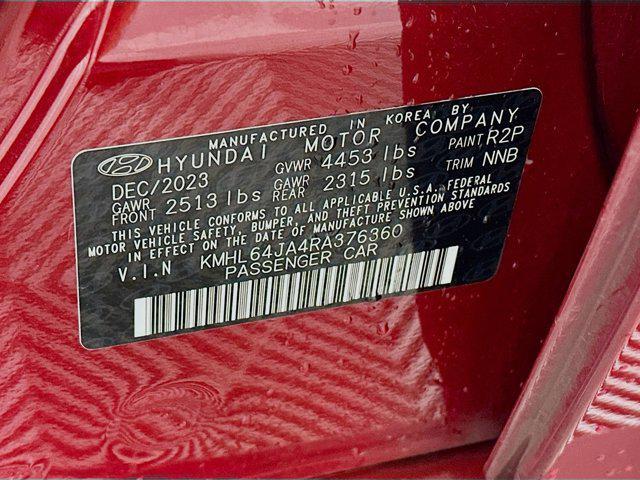 MANUFACTURED IN KOREA BY
HYUNDAI MOTOR COMPANY
DEC/2023 GVWR 4453 lbs PAINT R2P
GAWR FRONT 2513 lbs GAWR REAR 2315 lbs TRIM NNB
THIS VEHICLE CONFORMS TO ALL APPLICABLE U.S.A. FEDERAL
MOTOR VEHICLE SAFETY, BUMPER, AND THEFT PREVENTION STANDARDS
IN EFFECT ON THE DATE OF MANUFACTURE SHOWN ABOVE
V.I.N KMHL64JA4RA376360
PASSENGER CAR